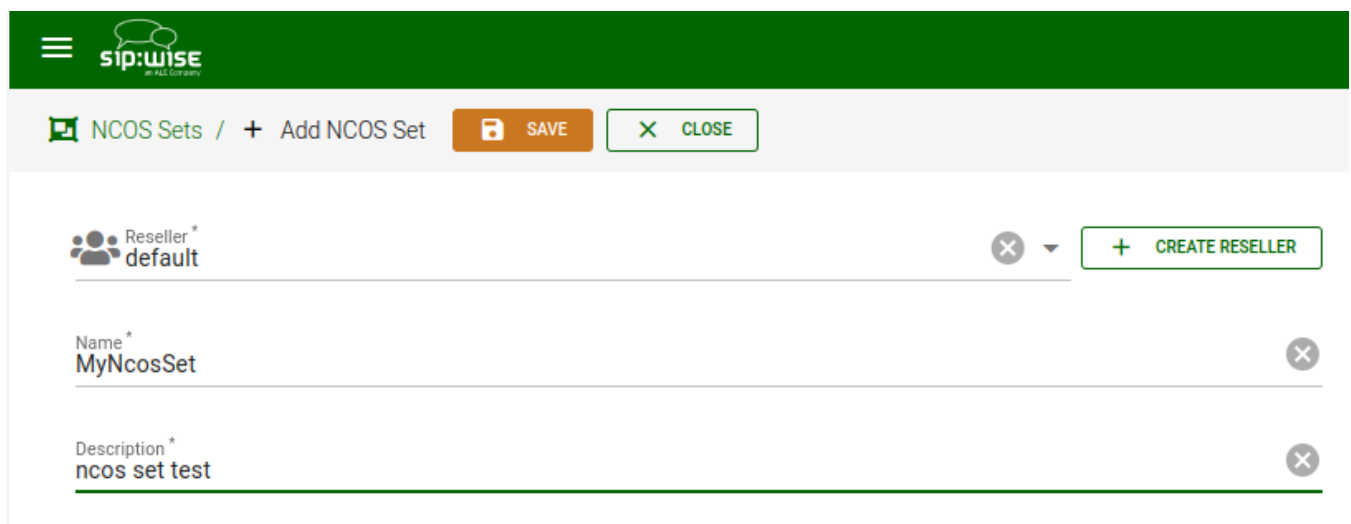 sip:wise
an ALE Company
NCOS Sets / + Add NCOS Set SAVE CLOSE
Reseller *
default
+ CREATE RESELLER
Name *
MyNcosSet
Description *
ncos set test